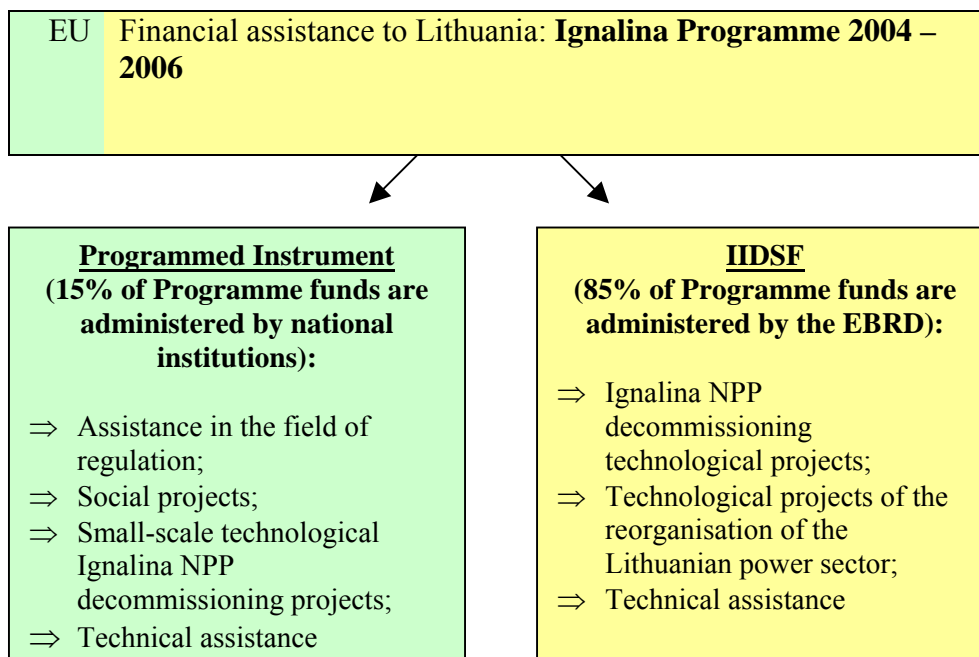 EU Financial assistance to Lithuania: Ignalina Programme 2004 –
2006
Programmed Instrument
(15% of Programme funds are
administered by national
institutions):
⇒ Assistance in the field of
regulation;
⇒ Social projects;
⇒ Small-scale technological
Ignalina NPP
decommissioning projects;
⇒ Technical assistance
IIDSF
(85% of Programme funds are
administered by the EBRD):
⇒ Ignalina NPP
decommissioning
technological projects;
⇒ Technological projects of the
reorganisation of the
Lithuanian power sector;
⇒ Technical assistance